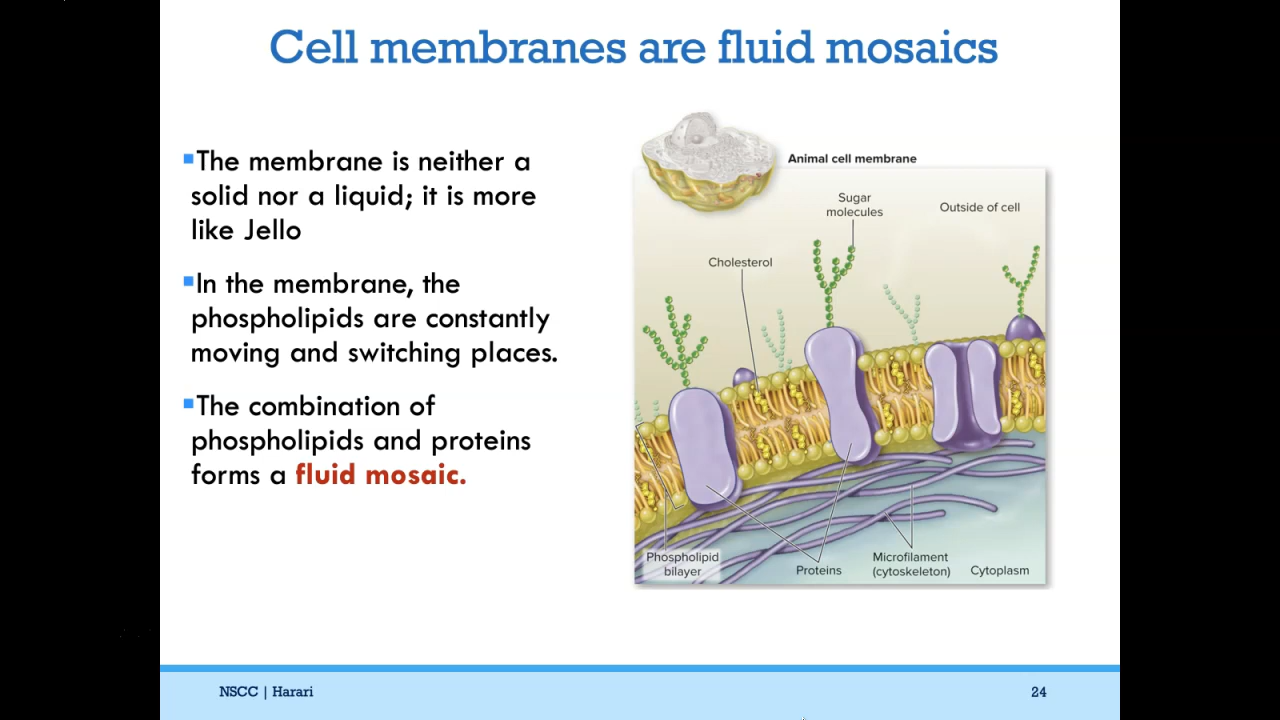 Cell membranes are fluid mosaics
▪The membrane is neither a
solid nor a liquid; it is more
like Jello
▪In the membrane, the
phospholipids are constantly
moving and switching places.
▪The combination of
phospholipids and proteins
forms a fluid mosaic.
Animal cell membrane
Sugar
molecules
Outside of cell
Cholesterol
Phospholipid
bilayer
Proteins
Microfilament
(cytoskeleton)
Cytoplasm
NSCC | Harari
24